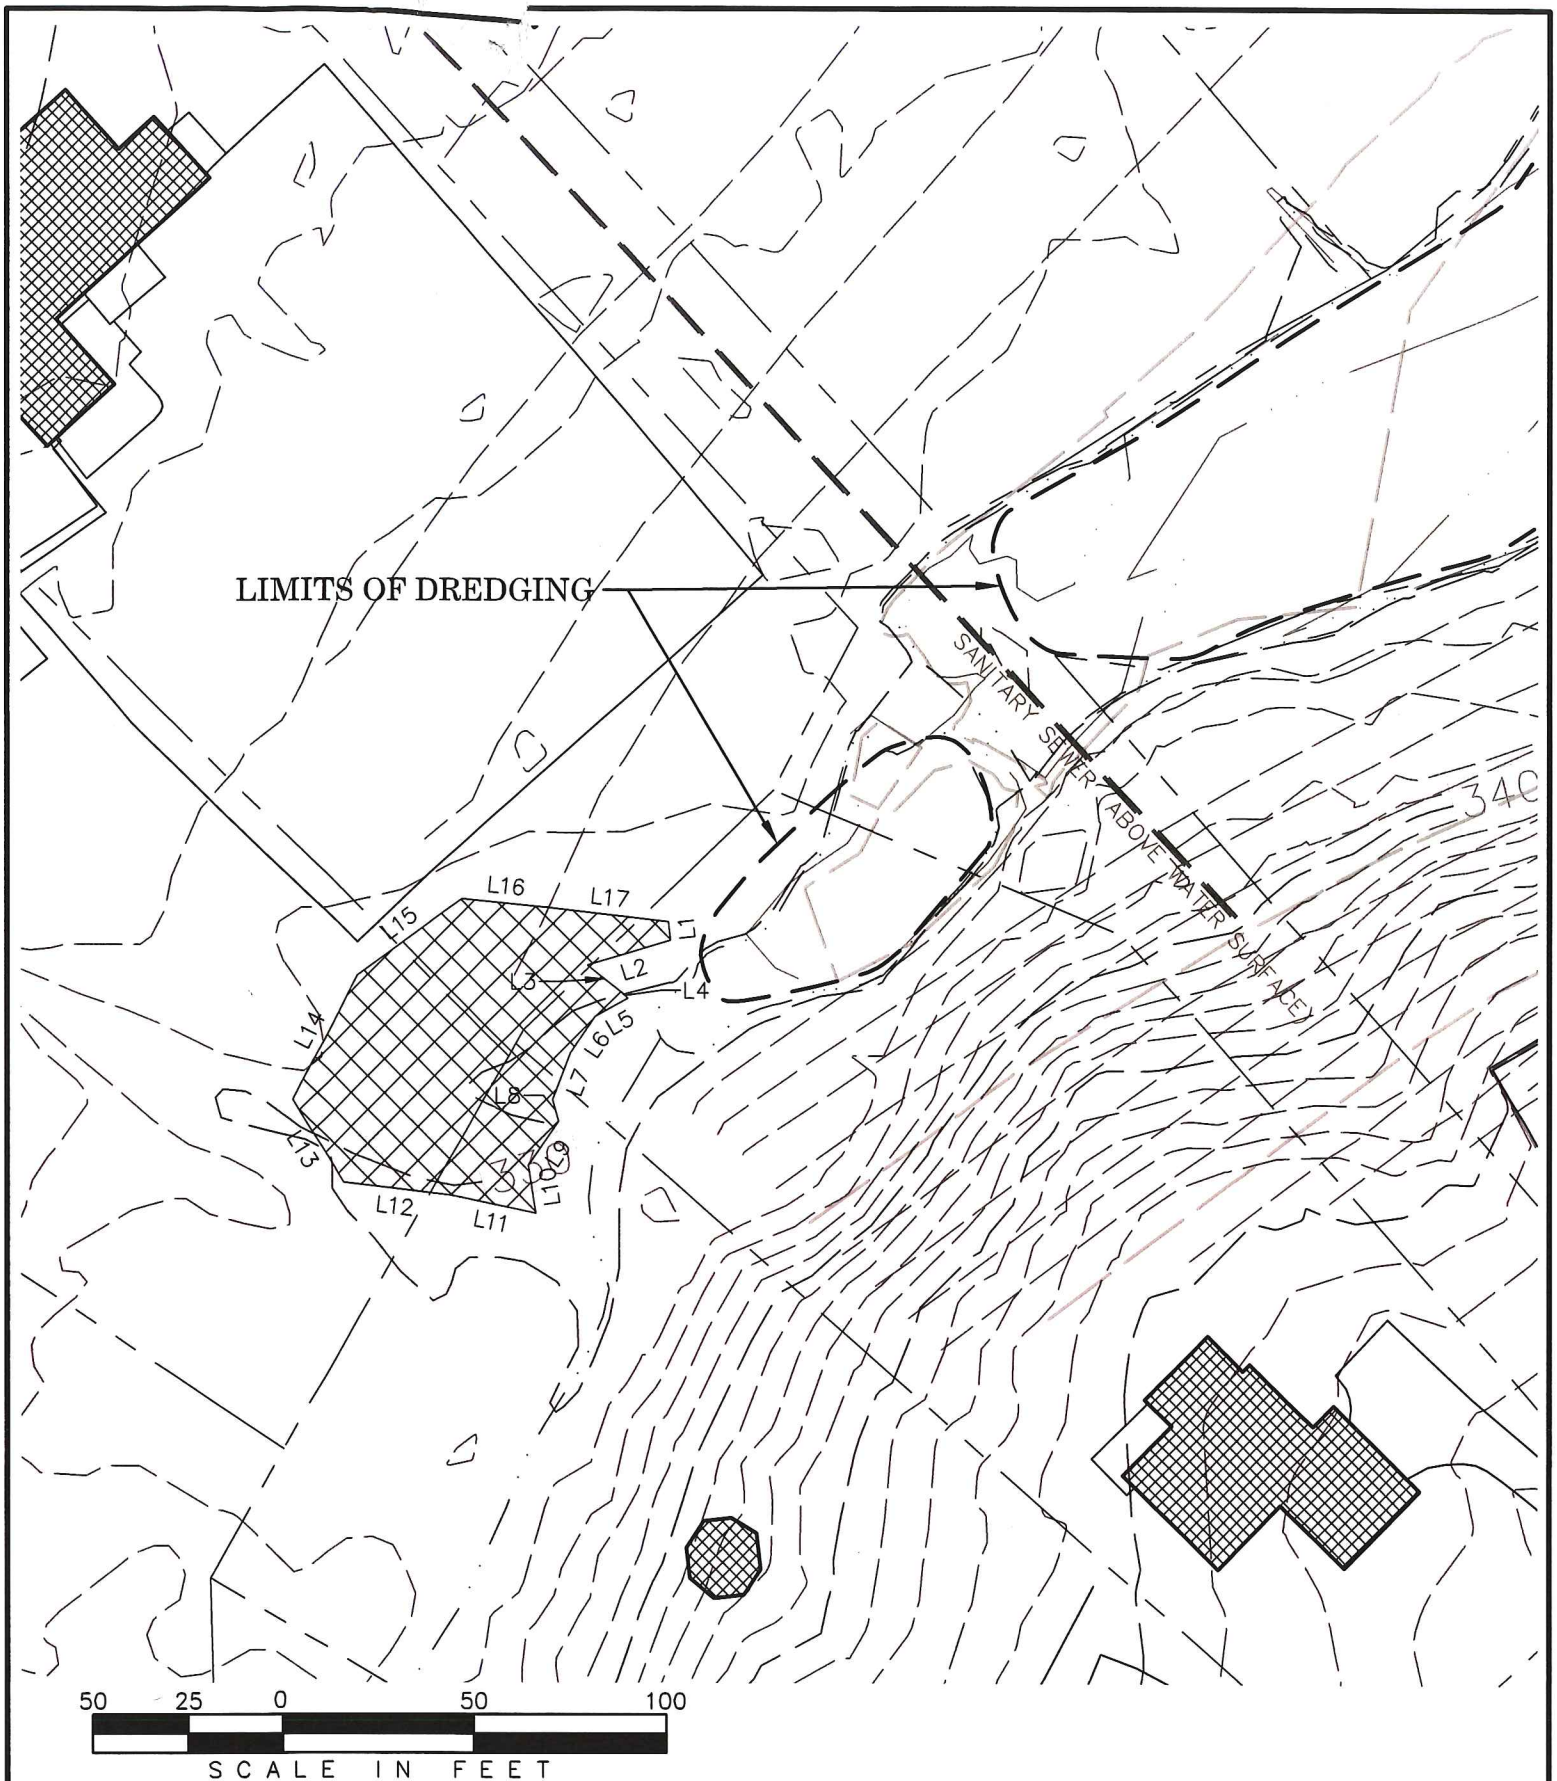 LIMITS OF DREDGING
SANITARY SEWER (ABOVE WATER SURFACE)
340
L16
L17
L15
L1
L2
L3
L4
L14
L6
L5
L7
L8
L13
L9
L10
L12
L11
50 25 0 50 100
SCALE IN FEET